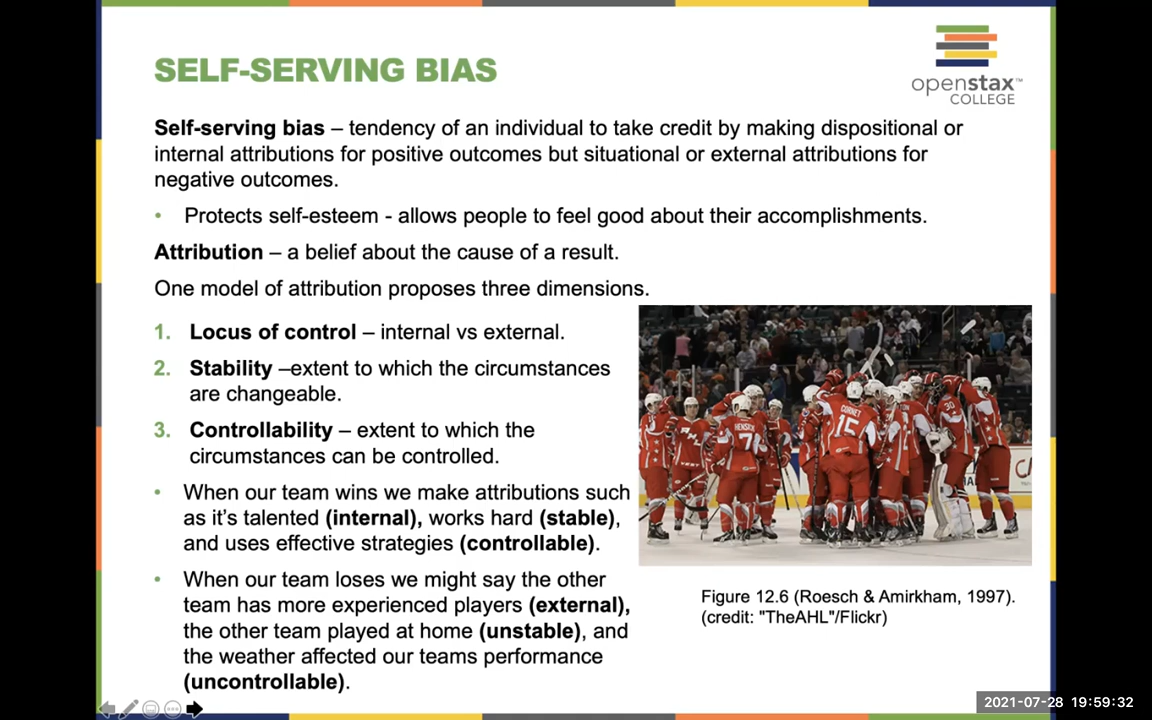 SELF-SERVING BIAS
openstax™
COLLEGE
Self-serving bias – tendency of an individual to take credit by making dispositional or
internal attributions for positive outcomes but situational or external attributions for
negative outcomes.
• Protects self-esteem - allows people to feel good about their accomplishments.
Attribution – a belief about the cause of a result.
One model of attribution proposes three dimensions.
1. Locus of control – internal vs external.
2. Stability –extent to which the circumstances
are changeable.
3. Controllability – extent to which the
circumstances can be controlled.
• When our team wins we make attributions such
as it's talented (internal), works hard (stable),
and uses effective strategies (controllable).
• When our team loses we might say the other
team has more experienced players (external),
the other team played at home (unstable), and
the weather affected our teams performance
(uncontrollable).
15
30
Figure 12.6 (Roesch & Amirkham, 1997).
(credit: "TheAHL"/Flickr)
2021-07-28 19:59:32